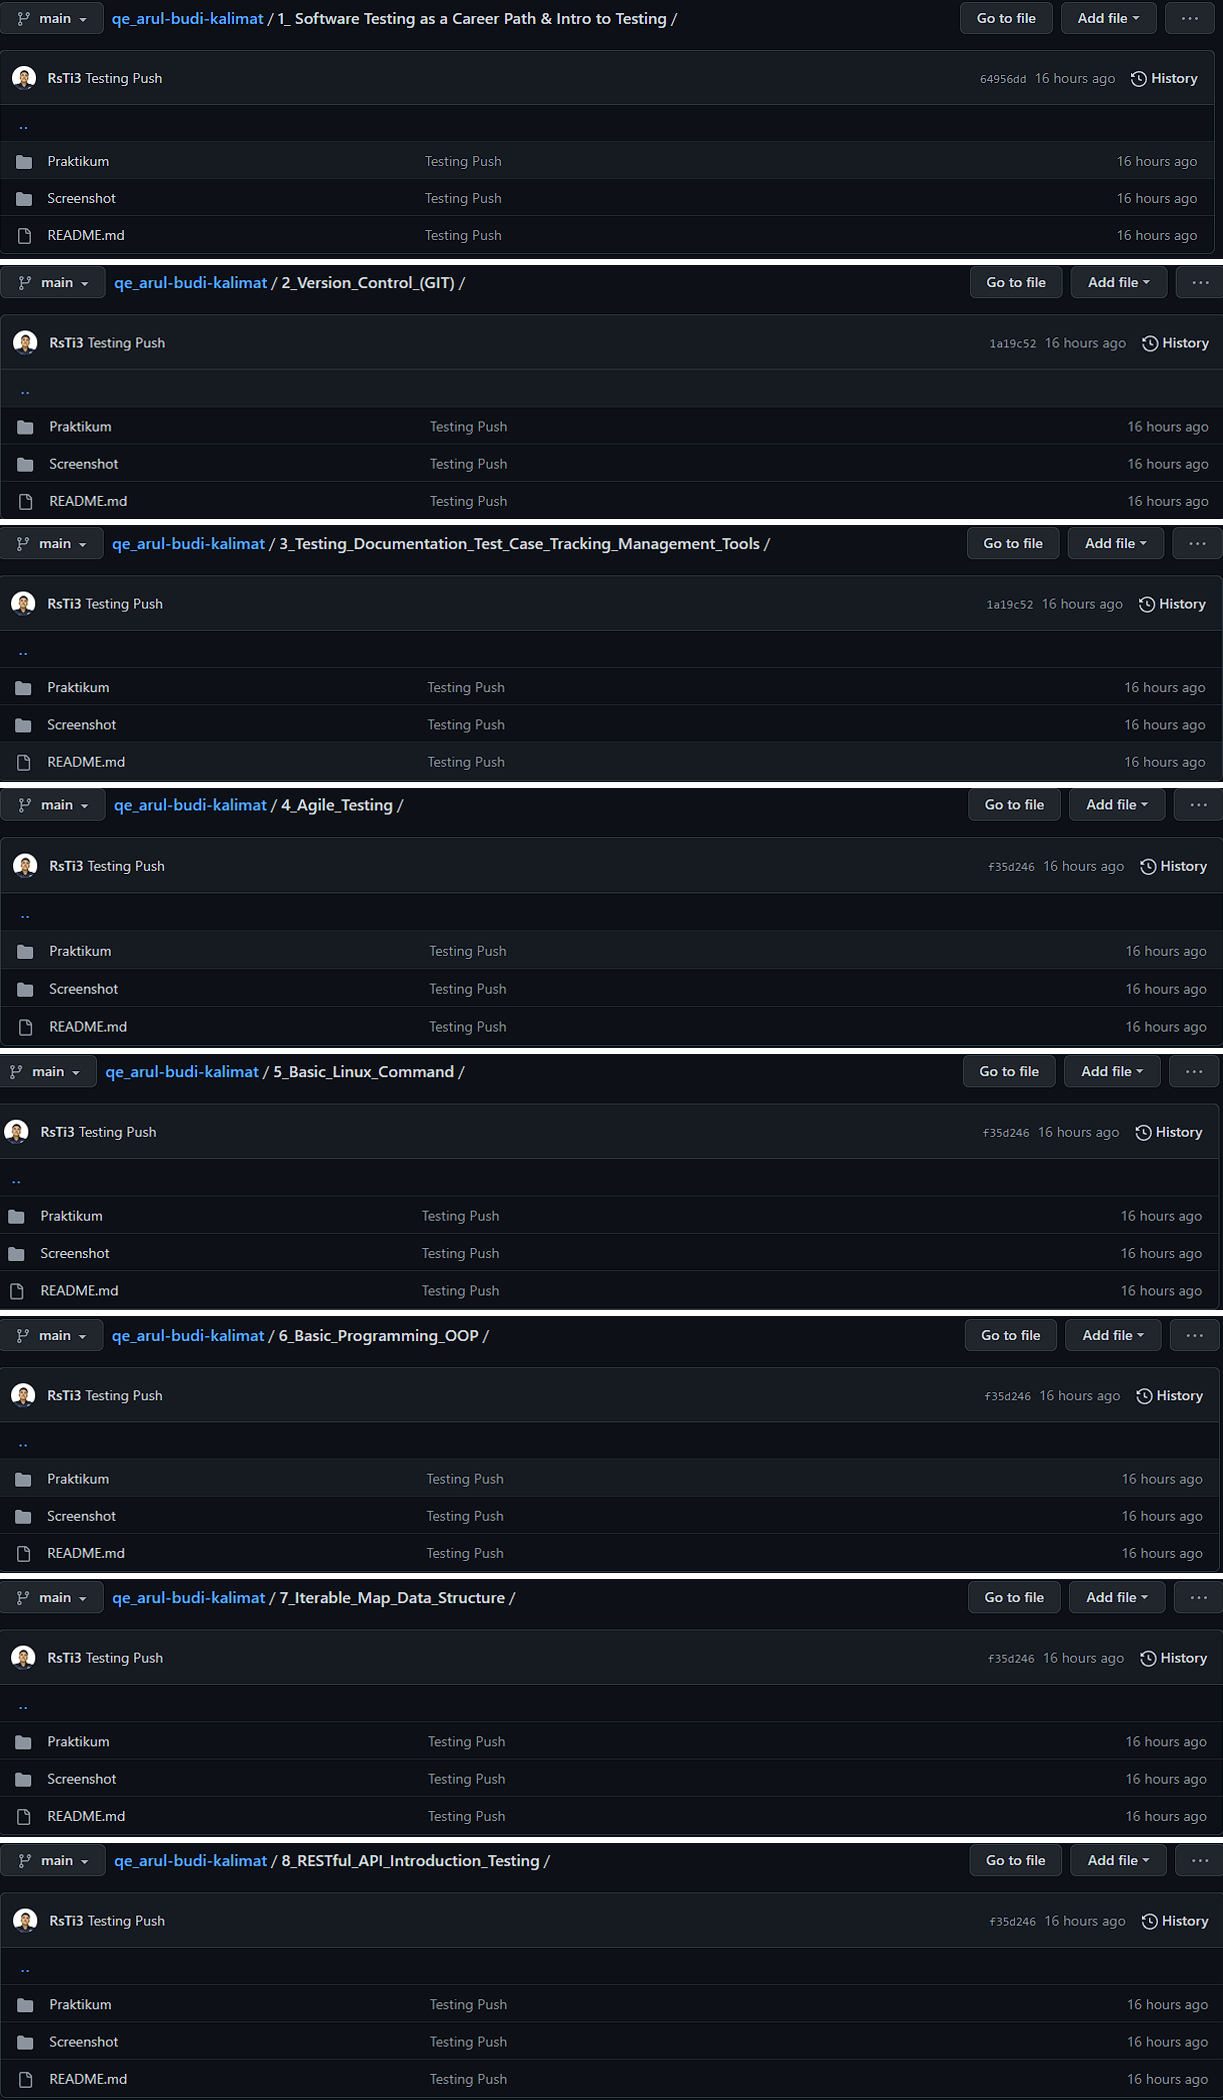 main qe_arul-budi-kalimat / 1_ Software Testing as a Career Path & Intro to Testing / Go to file Add file ...
RsTi3 Testing Push 64956dd 16 hours ago History
..
Praktikum Testing Push 16 hours ago
Screenshot Testing Push 16 hours ago
README.md Testing Push 16 hours ago
main qe_arul-budi-kalimat / 2_Version_Control_(GIT) / Go to file Add file ...
RsTi3 Testing Push 1a19c52 16 hours ago History
..
Praktikum Testing Push 16 hours ago
Screenshot Testing Push 16 hours ago
README.md Testing Push 16 hours ago
main qe_arul-budi-kalimat / 3_Testing_Documentation_Test_Case_Tracking_Management_Tools / Go to file Add file ...
RsTi3 Testing Push 1a19c52 16 hours ago History
..
Praktikum Testing Push 16 hours ago
Screenshot Testing Push 16 hours ago
README.md Testing Push 16 hours ago
main qe_arul-budi-kalimat / 4_Agile_Testing / Go to file Add file ...
RsTi3 Testing Push f35d246 16 hours ago History
..
Praktikum Testing Push 16 hours ago
Screenshot Testing Push 16 hours ago
README.md Testing Push 16 hours ago
main qe_arul-budi-kalimat / 5_Basic_Linux_Command / Go to file Add file ...
RsTi3 Testing Push f35d246 16 hours ago History
..
Praktikum Testing Push 16 hours ago
Screenshot Testing Push 16 hours ago
README.md Testing Push 16 hours ago
main qe_arul-budi-kalimat / 6_Basic_Programming_OOP / Go to file Add file ...
RsTi3 Testing Push f35d246 16 hours ago History
..
Praktikum Testing Push 16 hours ago
Screenshot Testing Push 16 hours ago
README.md Testing Push 16 hours ago
main qe_arul-budi-kalimat / 7_Iterable_Map_Data_Structure / Go to file Add file ...
RsTi3 Testing Push f35d246 16 hours ago History
..
Praktikum Testing Push 16 hours ago
Screenshot Testing Push 16 hours ago
README.md Testing Push 16 hours ago
main qe_arul-budi-kalimat / 8_RESTful_API_Introduction_Testing / Go to file Add file ...
RsTi3 Testing Push f35d246 16 hours ago History
..
Praktikum Testing Push 16 hours ago
Screenshot Testing Push 16 hours ago
README.md Testing Push 16 hours ago